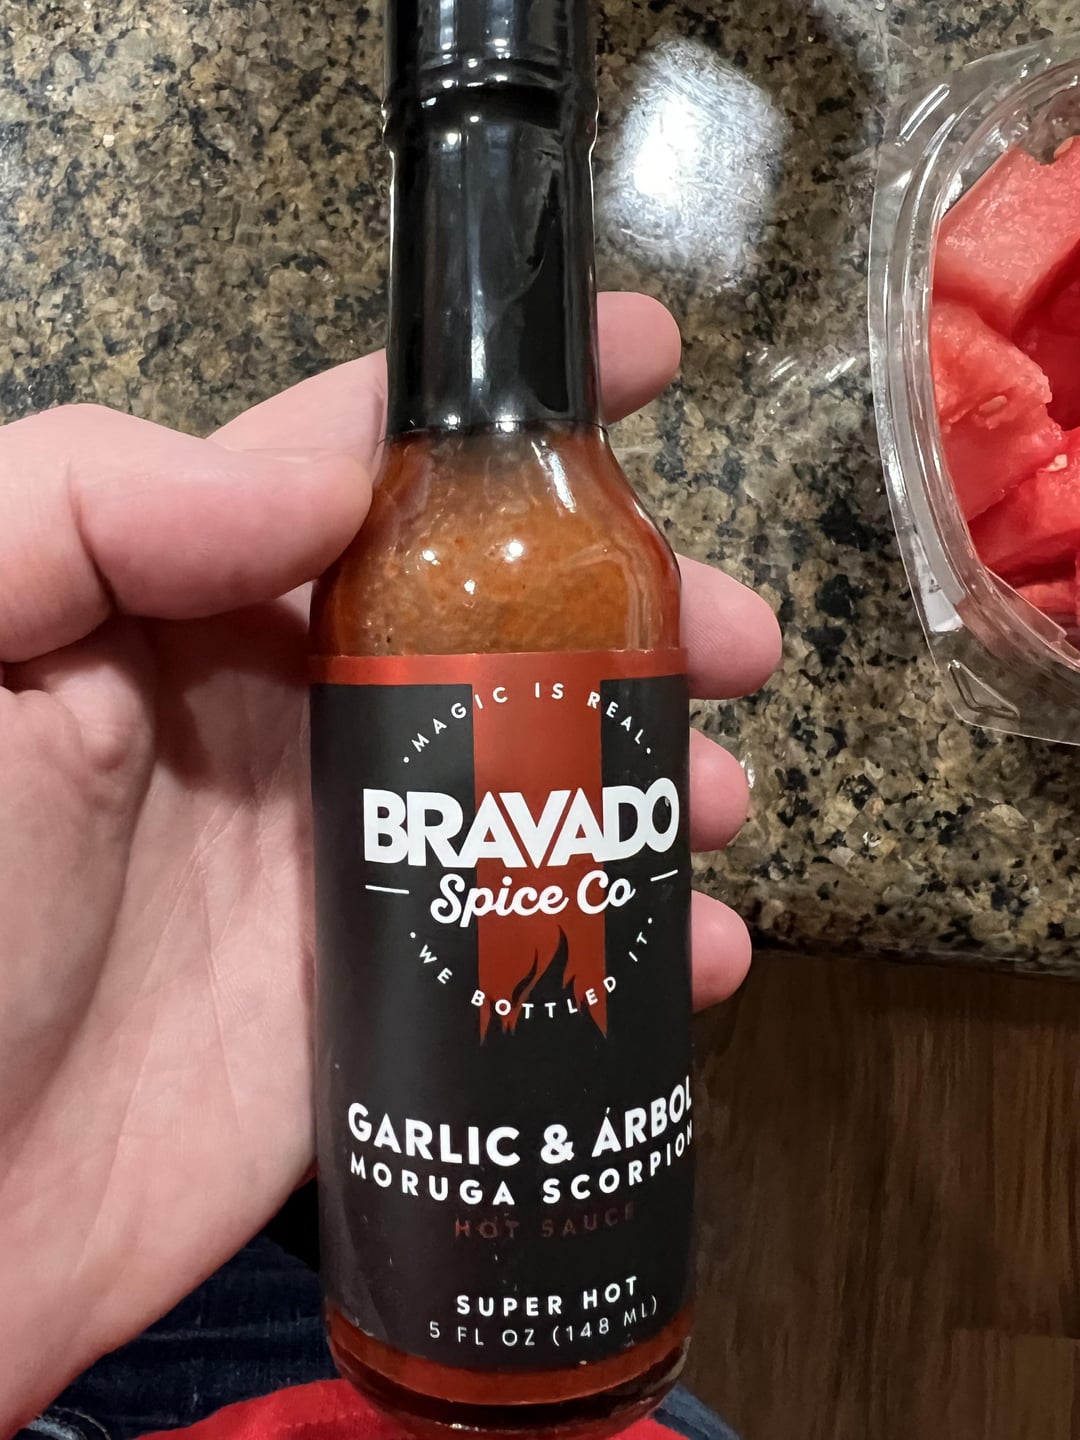 MAGIC IS REAL
BRAVADO
Spice Co
WE BOTTLED IT
GARLIC & ÁRBOL
MORUGA SCORPION
HOT SAUCE
SUPER HOT
5 FL OZ (148 ML)